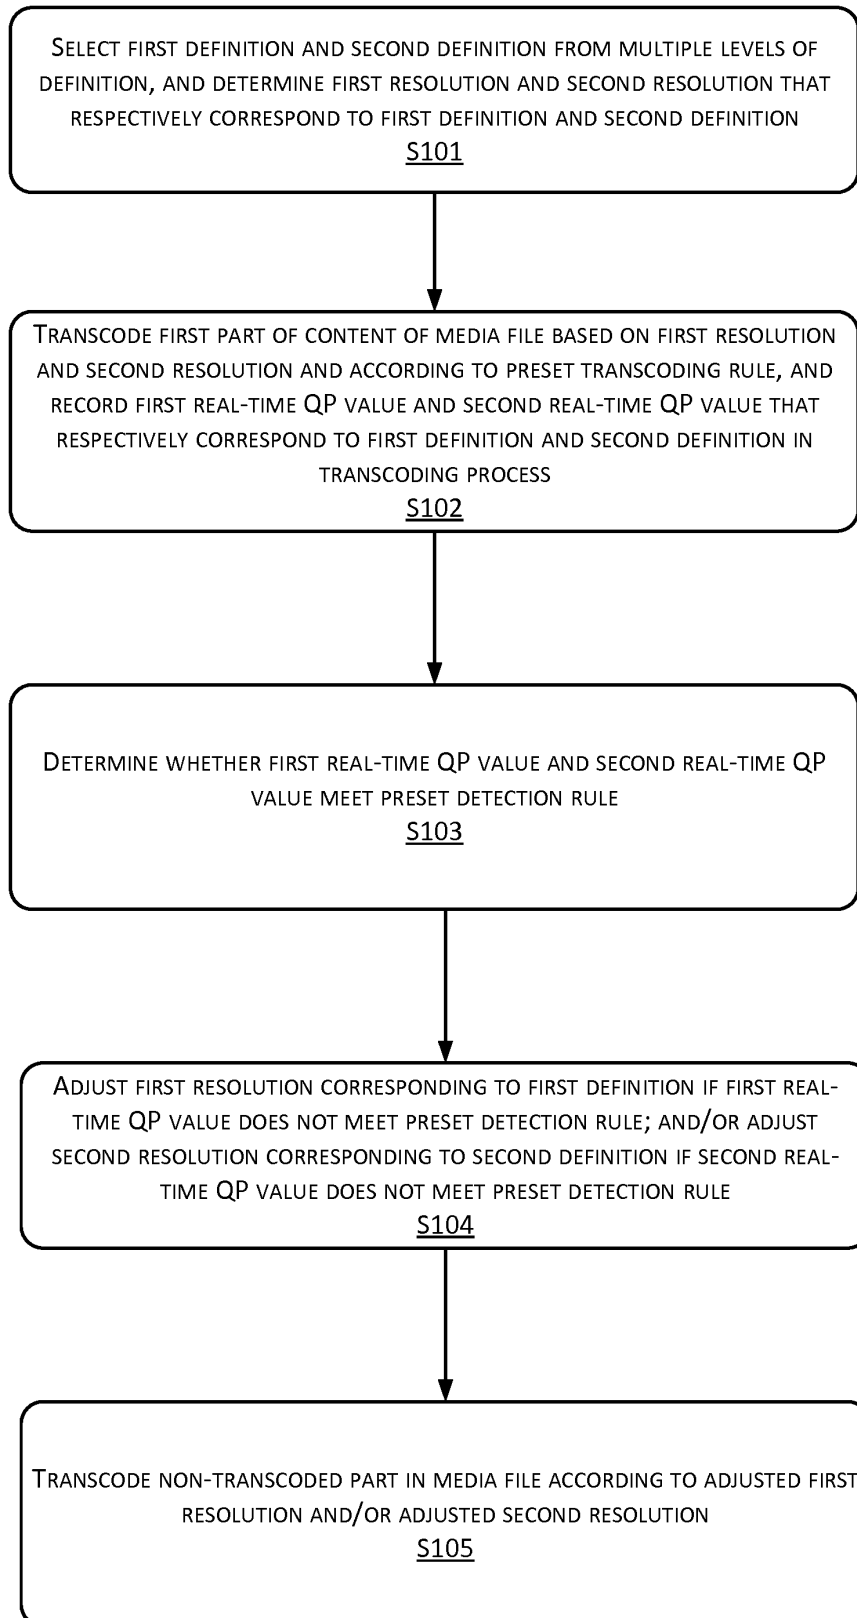 SELECT FIRST DEFINITION AND SECOND DEFINITION FROM MULTIPLE LEVELS OF
DEFINITION, AND DETERMINE FIRST RESOLUTION AND SECOND RESOLUTION THAT
RESPECTIVELY CORRESPOND TO FIRST DEFINITION AND SECOND DEFINITION
S101
TRANSCODE FIRST PART OF CONTENT OF MEDIA FILE BASED ON FIRST RESOLUTION
AND SECOND RESOLUTION AND ACCORDING TO PRESET TRANSCODING RULE, AND
RECORD FIRST REAL-TIME QP VALUE AND SECOND REAL-TIME QP VALUE THAT
RESPECTIVELY CORRESPOND TO FIRST DEFINITION AND SECOND DEFINITION IN
TRANSCODING PROCESS
S102
DETERMINE WHETHER FIRST REAL-TIME QP VALUE AND SECOND REAL-TIME QP
VALUE MEET PRESET DETECTION RULE
S103
ADJUST FIRST RESOLUTION CORRESPONDING TO FIRST DEFINITION IF FIRST REAL-
TIME QP VALUE DOES NOT MEET PRESET DETECTION RULE; AND/OR ADJUST
SECOND RESOLUTION CORRESPONDING TO SECOND DEFINITION IF SECOND REAL-
TIME QP VALUE DOES NOT MEET PRESET DETECTION RULE
S104
TRANSCODE NON-TRANSCODED PART IN MEDIA FILE ACCORDING TO ADJUSTED FIRST
RESOLUTION AND/OR ADJUSTED SECOND RESOLUTION
S105